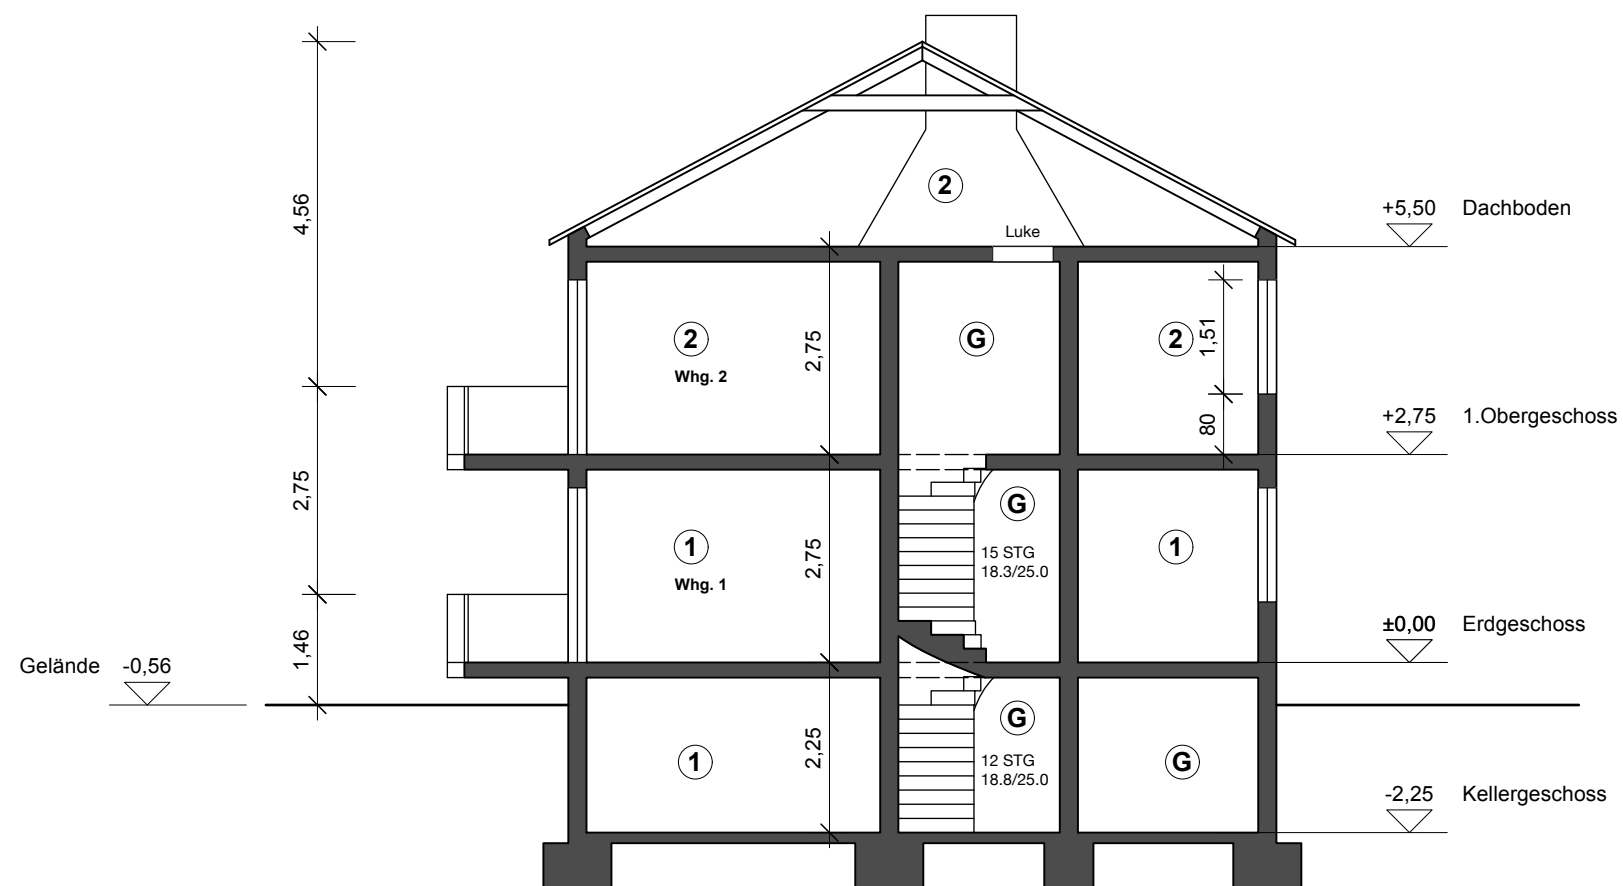 4,56
2
Luke
+5,50 Dachboden
2
Whg. 2
2,75
G
2
1,51
80
+2,75 1.Obergeschoss
2,75
1
Whg. 1
2,75
G
15 STG
18.3/25.0
1
±0,00 Erdgeschoss
1,46
Gelände -0,56
1
2,25
G
12 STG
18.8/25.0
G
-2,25 Kellergeschoss